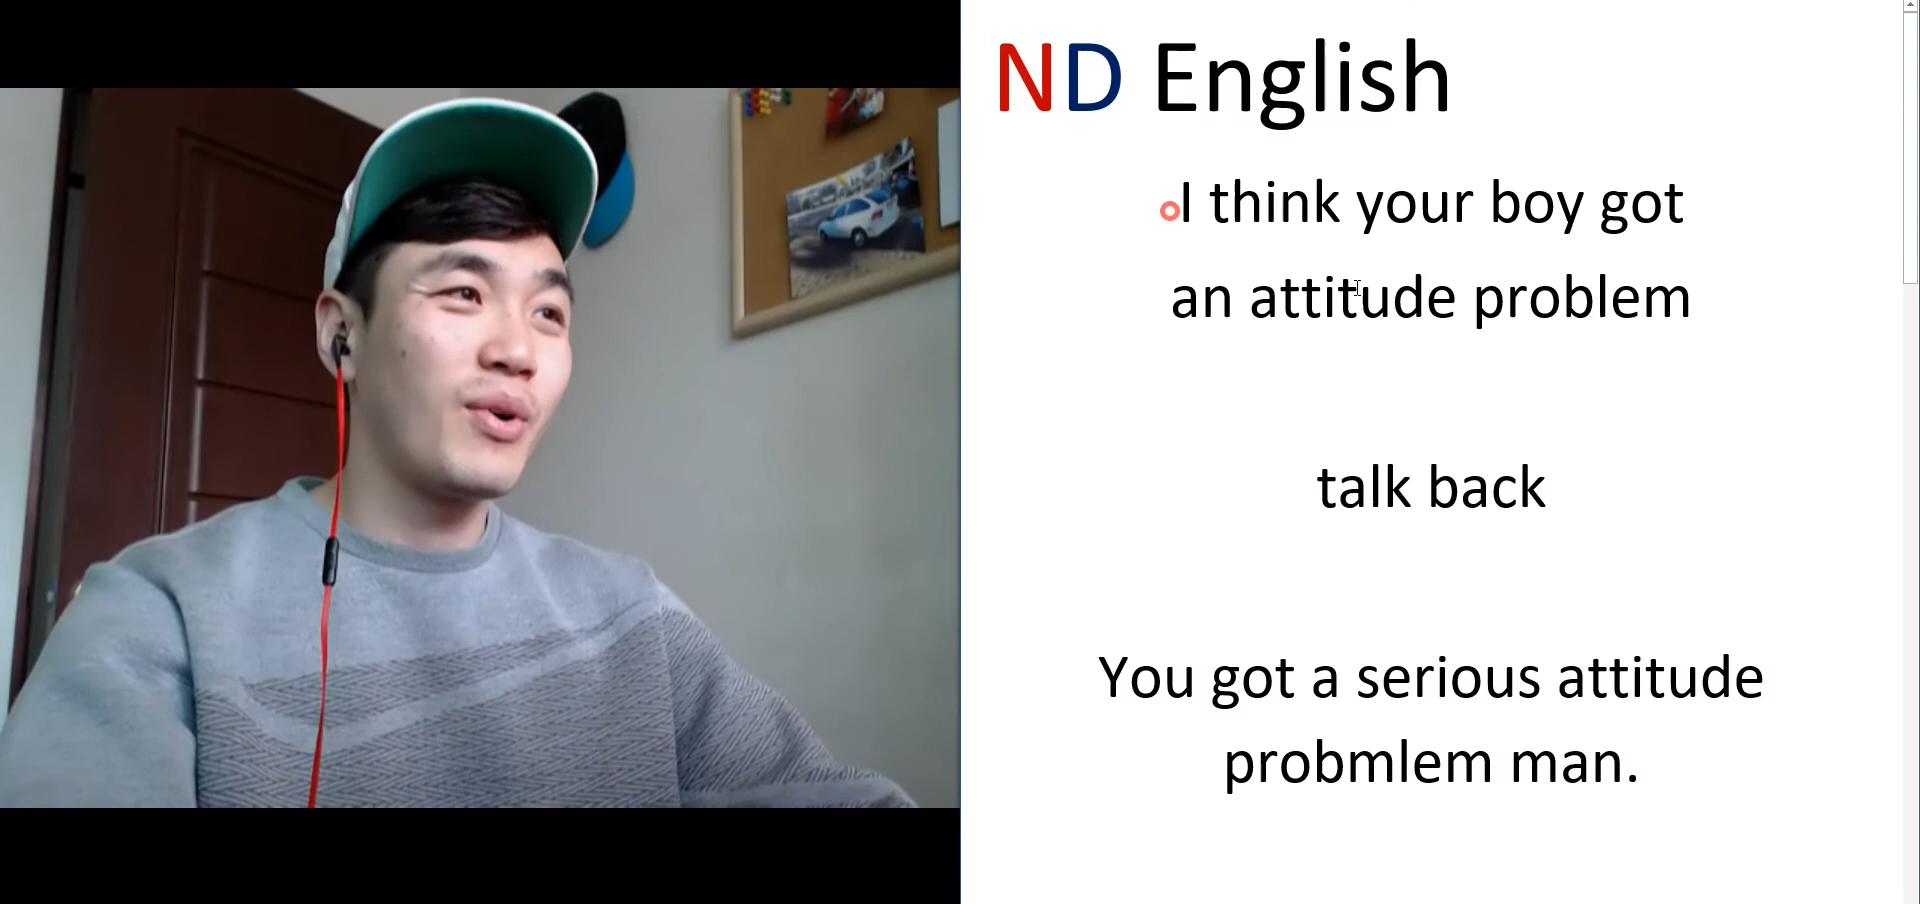 ND English
I think your boy got
an attitude problem
talk back
You got a serious attitude
probmlem man.